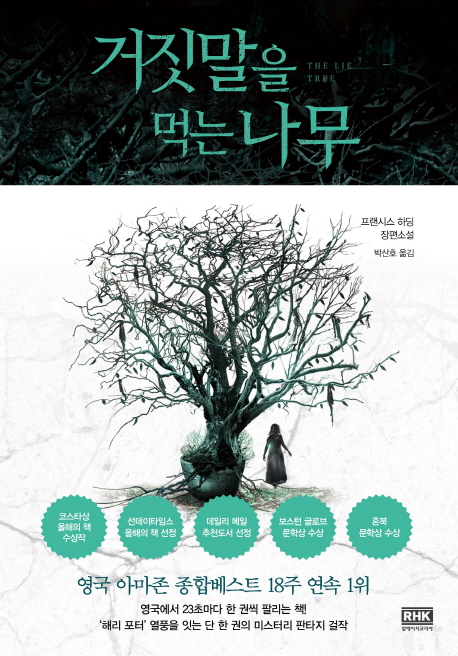 거짓말을
THE LIE
TREE
먹는 나무
프랜시스 하딩
장편소설
박산호 옮김
코스타상
올해의 책
수상작
선데이타임스
올해의 책 선정
데일리 메일
추천도서 선정
보스턴 글로브
문학상 수상
혼북
문학상 수상
영국 아마존 종합베스트 18주 연속 1위
영국에서 23초마다 한 권씩 팔리는 책!
‘해리 포터’ 열풍을 잇는 단 한 권의 미스터리 판타지 걸작
RHK
알에이치코리아